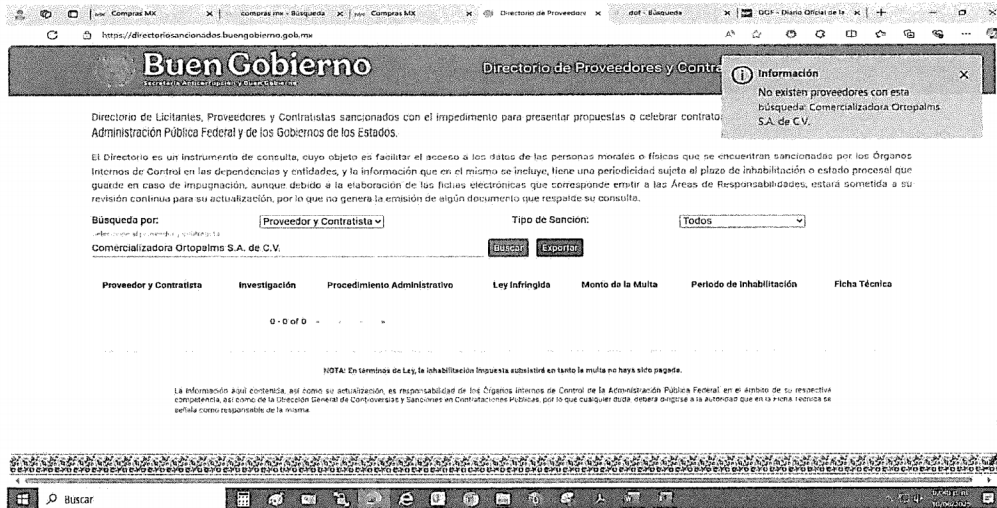 Compras MX
compras mx - Búsqueda
Compras MX
Directorio de Proveedore
dof - Búsqueda
DOF - Diario Oficial de la
https://directoriosancionados.buengobierno.gob.mx
Buen Gobierno
Secretaría Anticorrupción y Buen Gobierno
Directorio de Proveedores y Contra
Información
No existen proveedores con esta
búsqueda: Comercializadora Ortopalms
S.A. de C.V.
Directorio de Licitantes, Proveedores y Contratistas sancionados con el impedimento para presentar propuestas o celebrar contrato
Administración Pública Federal y de los Gobiernos de los Estados.
El Directorio es un instrumento de consulta, cuyo objeto es facilitar el acceso a los datos de las personas morales o físicas que se encuentran sancionadas por los Órganos
Internos de Control en las dependencias y entidades, y la información que en el mismo se incluye, tiene una periodicidad sujeta al plazo de inhabilitación o estado procesal que
guarde en caso de impugnación, aunque debido a la elaboración de las fichas electrónicas que corresponde emitir a las Áreas de Responsabilidades, estará sometida a su
revisión continua para su actualización, por lo que no genera la emisión de algún documento que respalde su consulta.
Búsqueda por:
Proveedor y Contratista
Tipo de Sanción:
Todos
Comercializadora Ortopalms S.A. de C.V.
Buscar
Exportar
Proveedor y Contratista
Investigación
Procedimiento Administrativo
Ley Infringida
Monto de la Multa
Periodo de Inhabilitación
Ficha Técnica
0 - 0 of 0
NOTA: En términos de Ley, la inhabilitación impuesta subsistirá en tanto la multa no haya sido pagada.
La información aquí contenida, así como su actualización, es responsabilidad de los Órganos Internos de Control de la Administración Pública Federal en el ámbito de su respectiva
competencia, así como de la Dirección General de Controversias y Sanciones en Contrataciones Públicas, por lo que cualquier duda, deberá dirigirse a la autoridad que en la Ficha Técnica se
señala como responsable de la misma.
Buscar